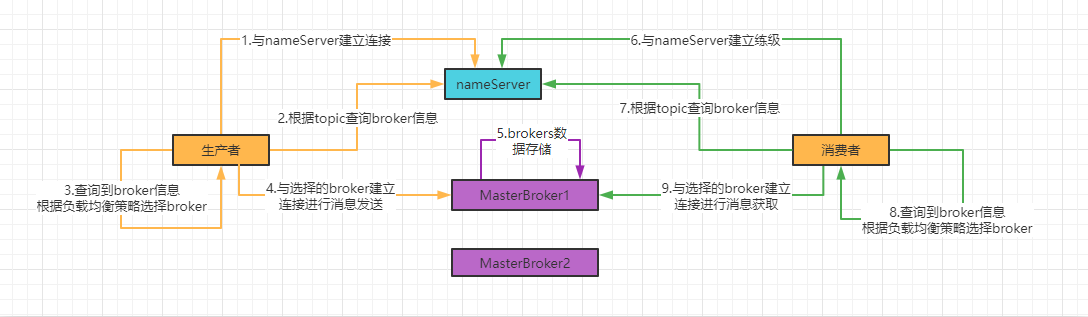 1.与nameServer建立连接
6.与nameServer建立练级
nameServer
2.根据topic查询broker信息
7.根据topic查询broker信息
5.brokers数
据存储
生产者
消费者
3.查询到broker信息
根据负载均衡策略选择broker
4.与选择的broker建立
连接进行消息发送
MasterBroker1
9.与选择的broker建立
连接进行消息获取
8.查询到broker信息
根据负载均衡策略选择broker
MasterBroker2